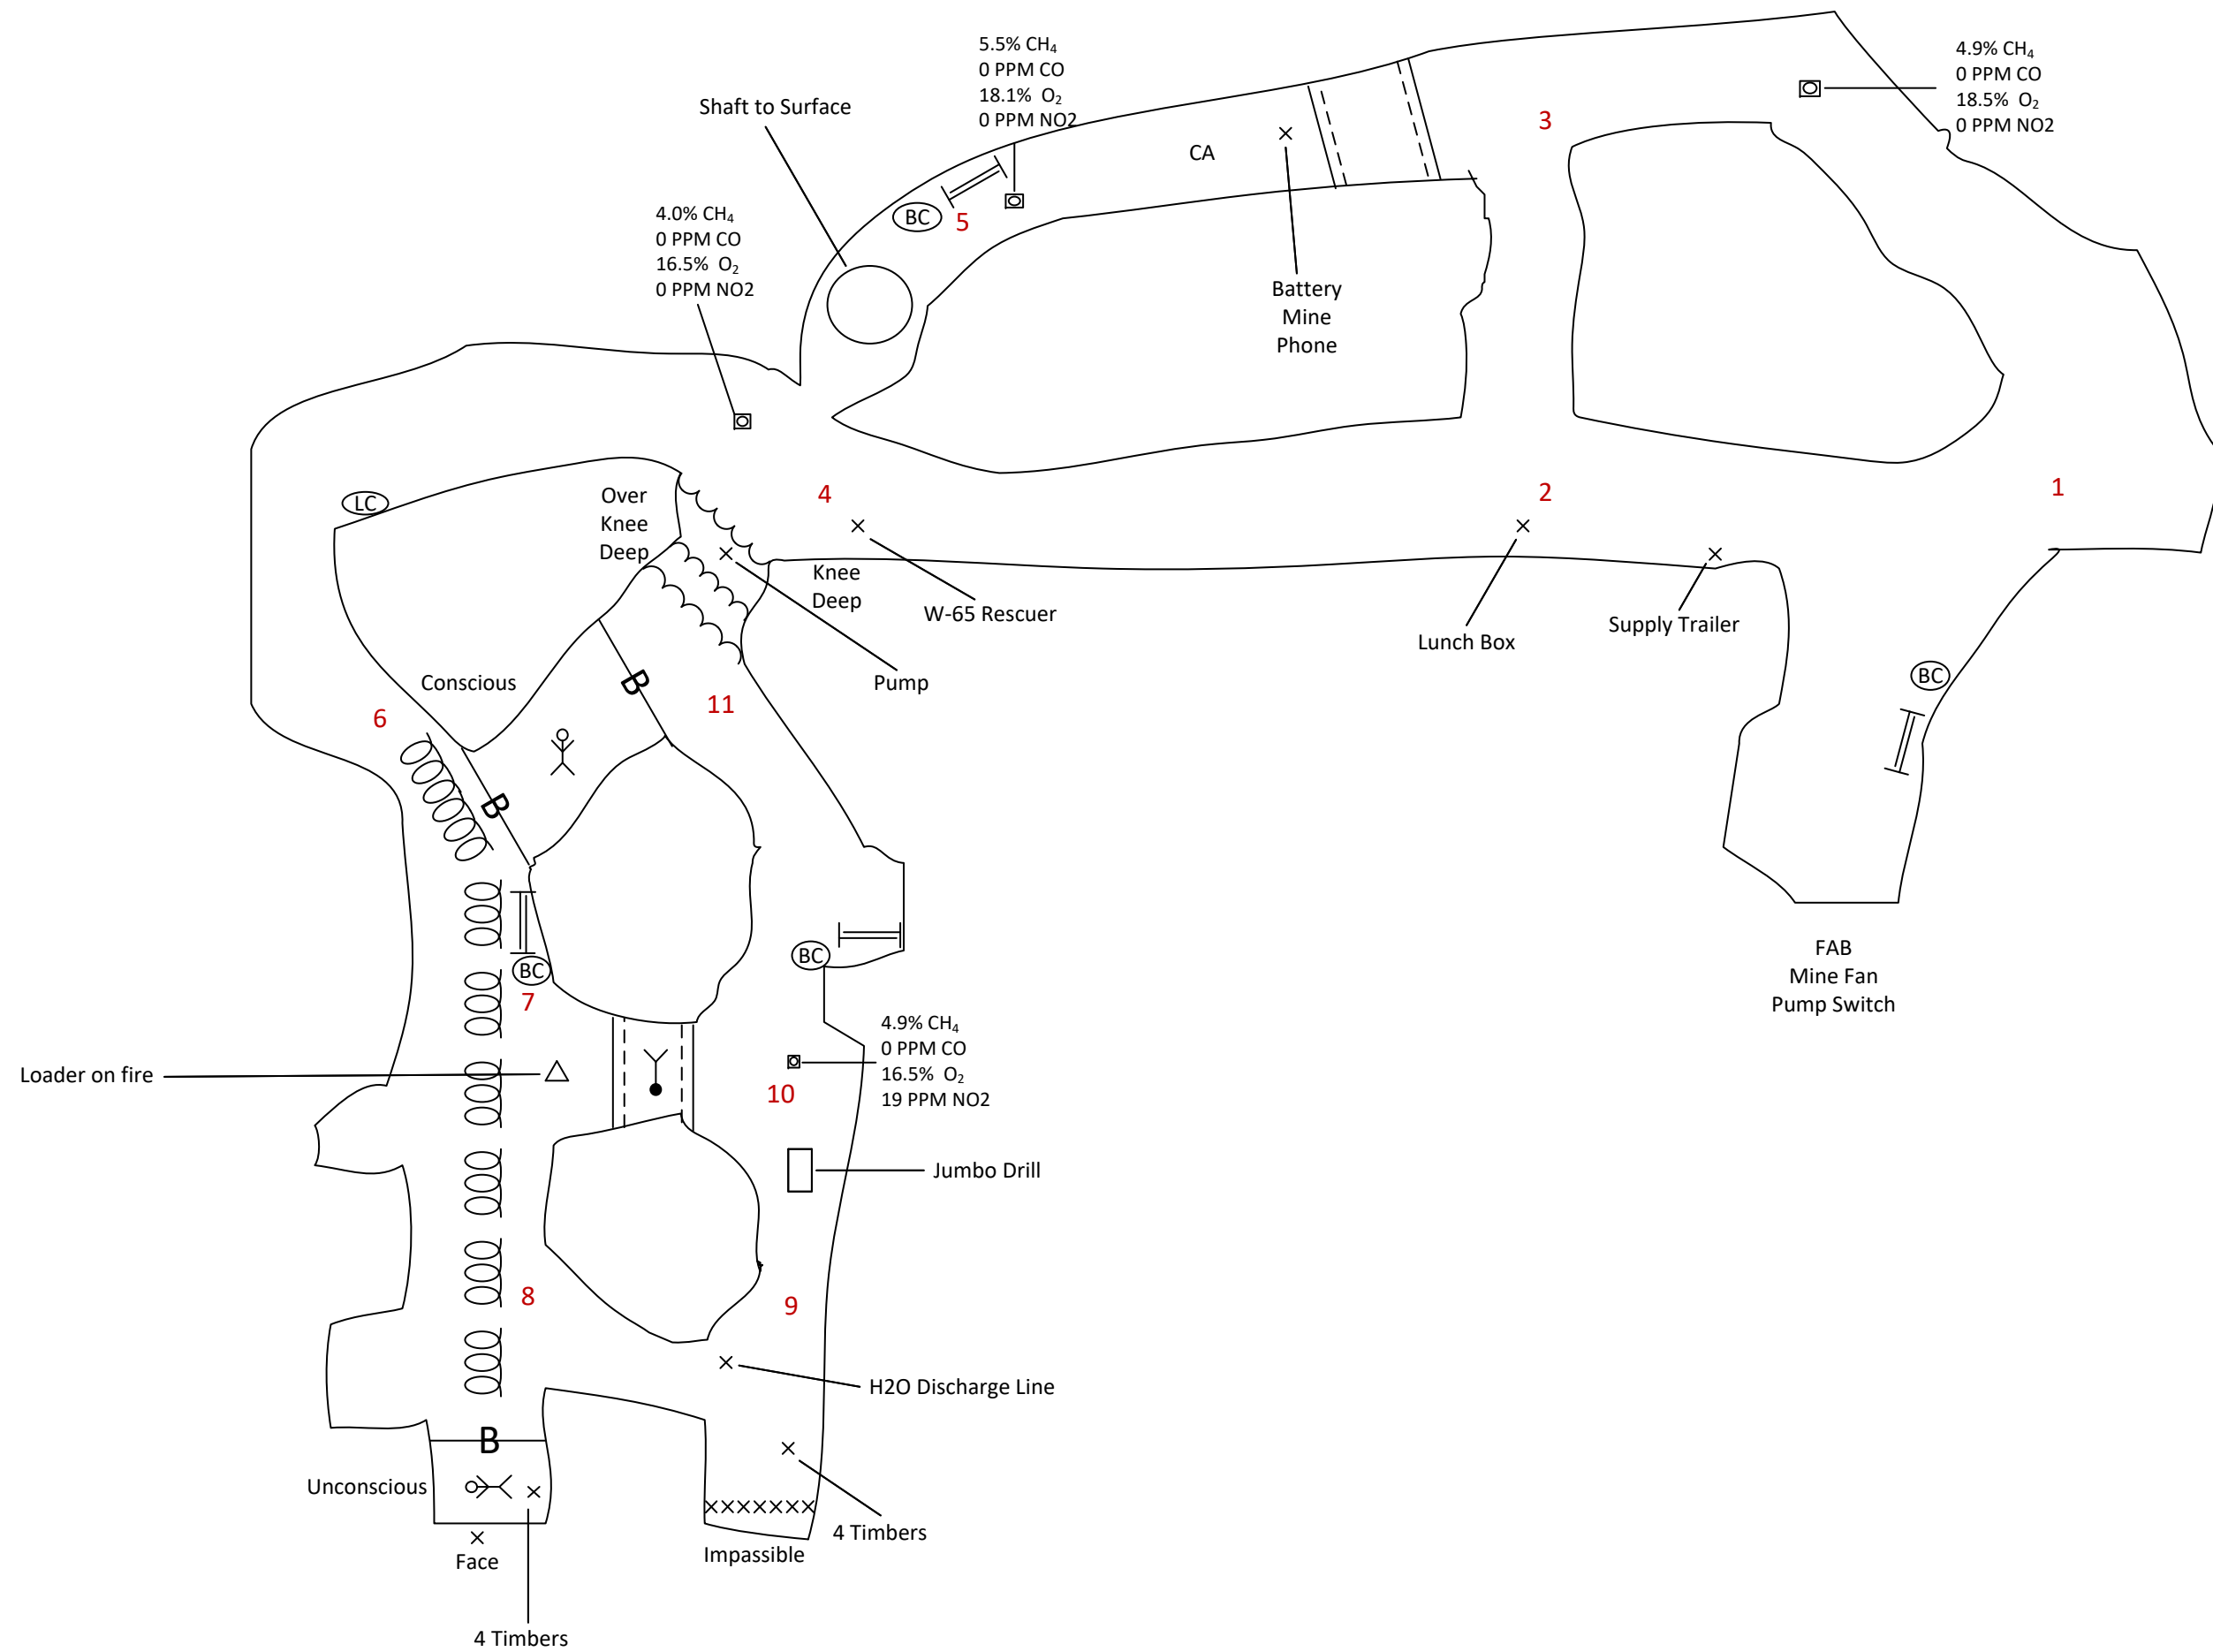 5.5% CH₄
0 PPM CO
18.1% O₂
0 PPM NO2
4.9% CH₄
0 PPM CO
18.5% O₂
0 PPM NO2
Shaft to Surface
3
CA
4.0% CH₄
0 PPM CO
16.5% O₂
0 PPM NO2
BC
5
Battery
Mine
Phone
LC
Over
Knee
Deep
4
2
1
Knee
Deep
W-65 Rescuer
Lunch Box
Supply Trailer
Conscious
B
Pump
BC
6
11
B
BC
7
BC
FAB
Mine Fan
Pump Switch
4.9% CH₄
0 PPM CO
16.5% O₂
19 PPM NO2
Loader on fire
10
Jumbo Drill
8
9
H2O Discharge Line
B
Unconscious
4 Timbers
Face
Impassible
4 Timbers